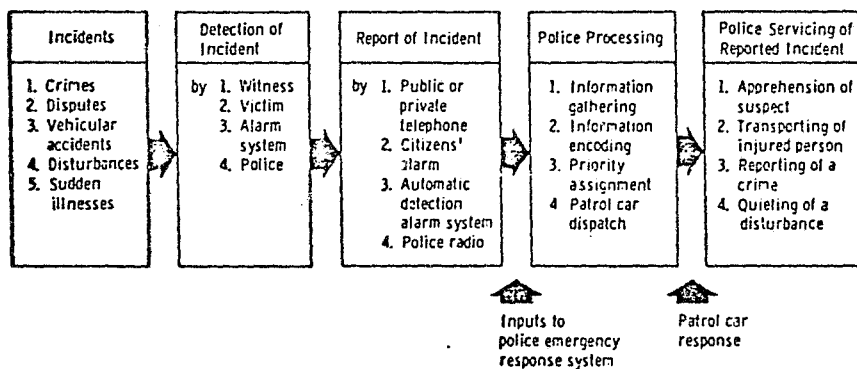 Incidents
1. Crimes
2. Disputes
3. Vehicular
accidents
4. Disturbances
5. Sudden
illnesses
Detection of
Incident
by 1. Witness
2. Victim
3. Alarm
system
4. Police
Report of Incident
by 1. Public or
private
telephone
2. Citizens'
alarm
3. Automatic
detection
alarm system
4. Police radio
Police Processing
1. Information
gathering
2. Information
encoding
3. Priority
assignment
4 Patrol car
dispatch
Police Servicing of
Reported Incident
1. Apprehension of
suspect
2. Transporting of
injured person
3. Reporting of a
crime
4. Quieting of a
disturbance
Inputs to
police emergency
response system
Patrol car
response